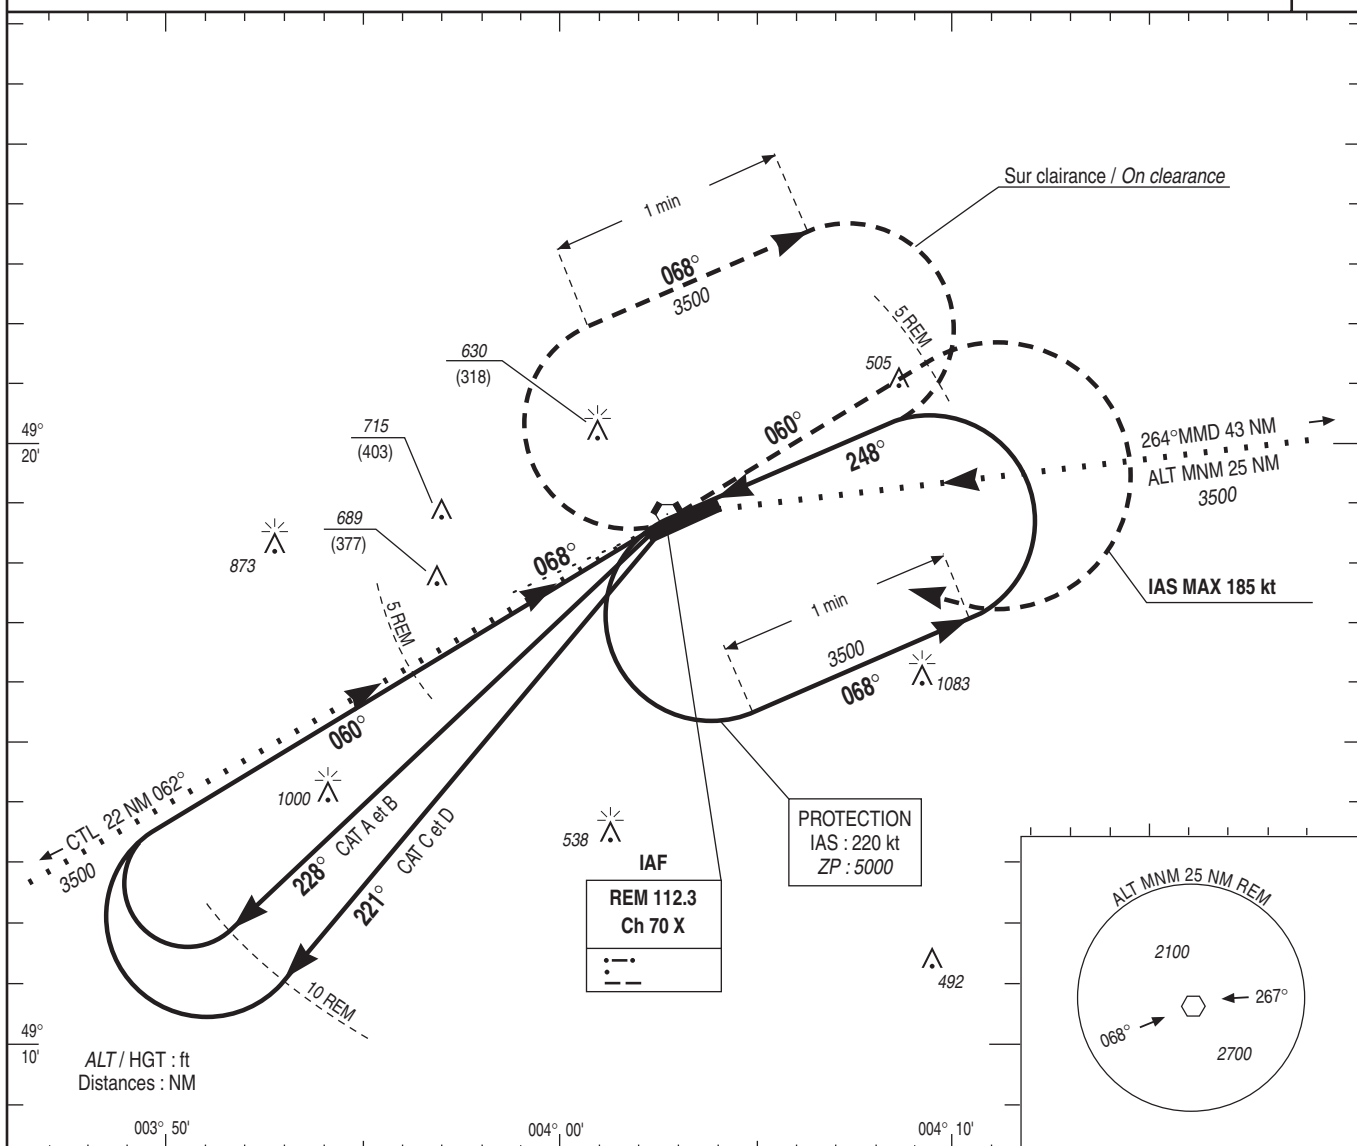 Sur clairance / On clearance
1 min
068°
3500
5 REM
630
(318)
505
715
(403)
060°
248°
264°MMD 43 NM
ALT MNM 25 NM
3500
49°
20'
689
(377)
873
068°
IAS MAX 185 kt
1 min
3500
068°
1083
5 REM
060°
1000
CTL 22 NM 062°
3500
228° CAT A et B
221° CAT C et D
538
PROTECTION
IAS : 220 kt
ZP : 5000
IAF
REM 112.3
Ch 70 X
492
10 REM
ALT MNM 25 NM REM
2100
267°
068°
2700
49°
10'
ALT / HGT : ft
Distances : NM
003° 50'
004° 00'
004° 10'